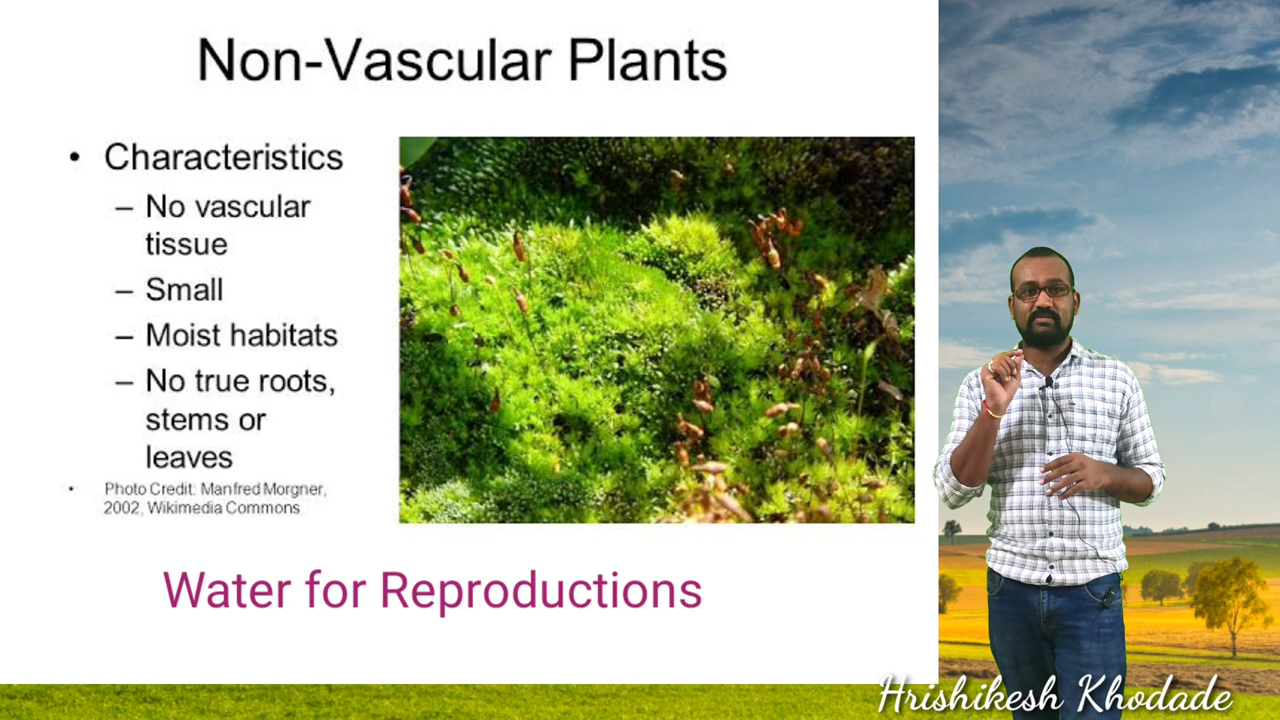 Non-Vascular Plants
• Characteristics
– No vascular
tissue
– Small
– Moist habitats
– No true roots,
stems or
leaves
• Photo Credit: Manfred Morgner,
2002, Wikimedia Commons
Water for Reproductions
Hrishikesh Khodade